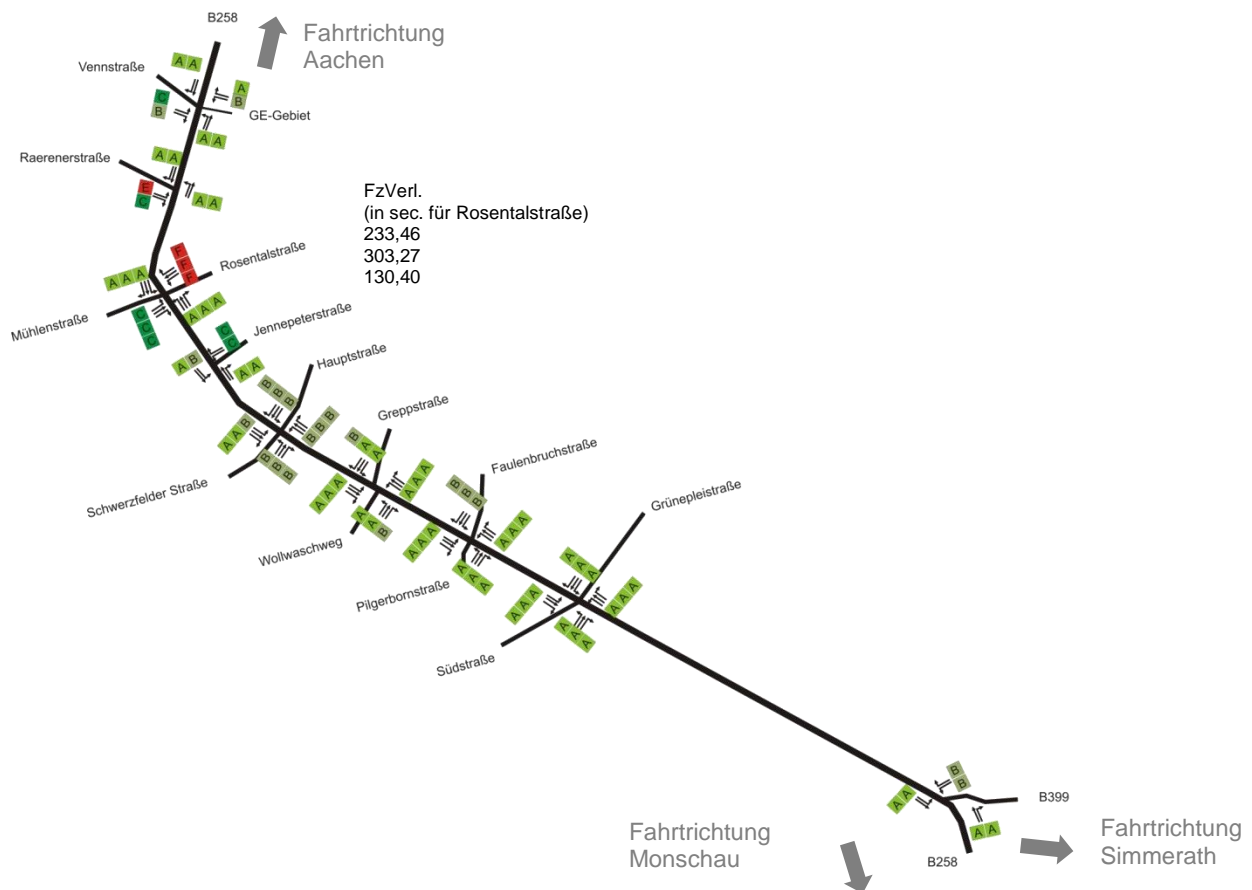 B258
Fahrtrichtung
Aachen
Vennstraße
A A
A
B
C
B
GE-Gebiet
A A
Raerenerstraße
A A
E
C
A A
FzVerl.
(in sec. für Rosentalstraße)
233,46
303,27
130,40
Rosentalstraße
F
F
F
A A A
Mühlenstraße
A A A
C
C
C
Jennepeterstraße
C
C
A B
A A
Hauptstraße
B B B
B B B
A A B
B B B
Schwerzfelder Straße
Greppstraße
B A A
A A A
A A A
A A B
Wollwaschweg
Faulenbruchstraße
B B B
A A A
A A A
A A A
Pilgerbornstraße
Grünepleistraße
A A A
A A A
A A A
A A A
Südstraße
B
B
A A
B399
A A
B258
Fahrtrichtung
Monschau
Fahrtrichtung
Simmerath